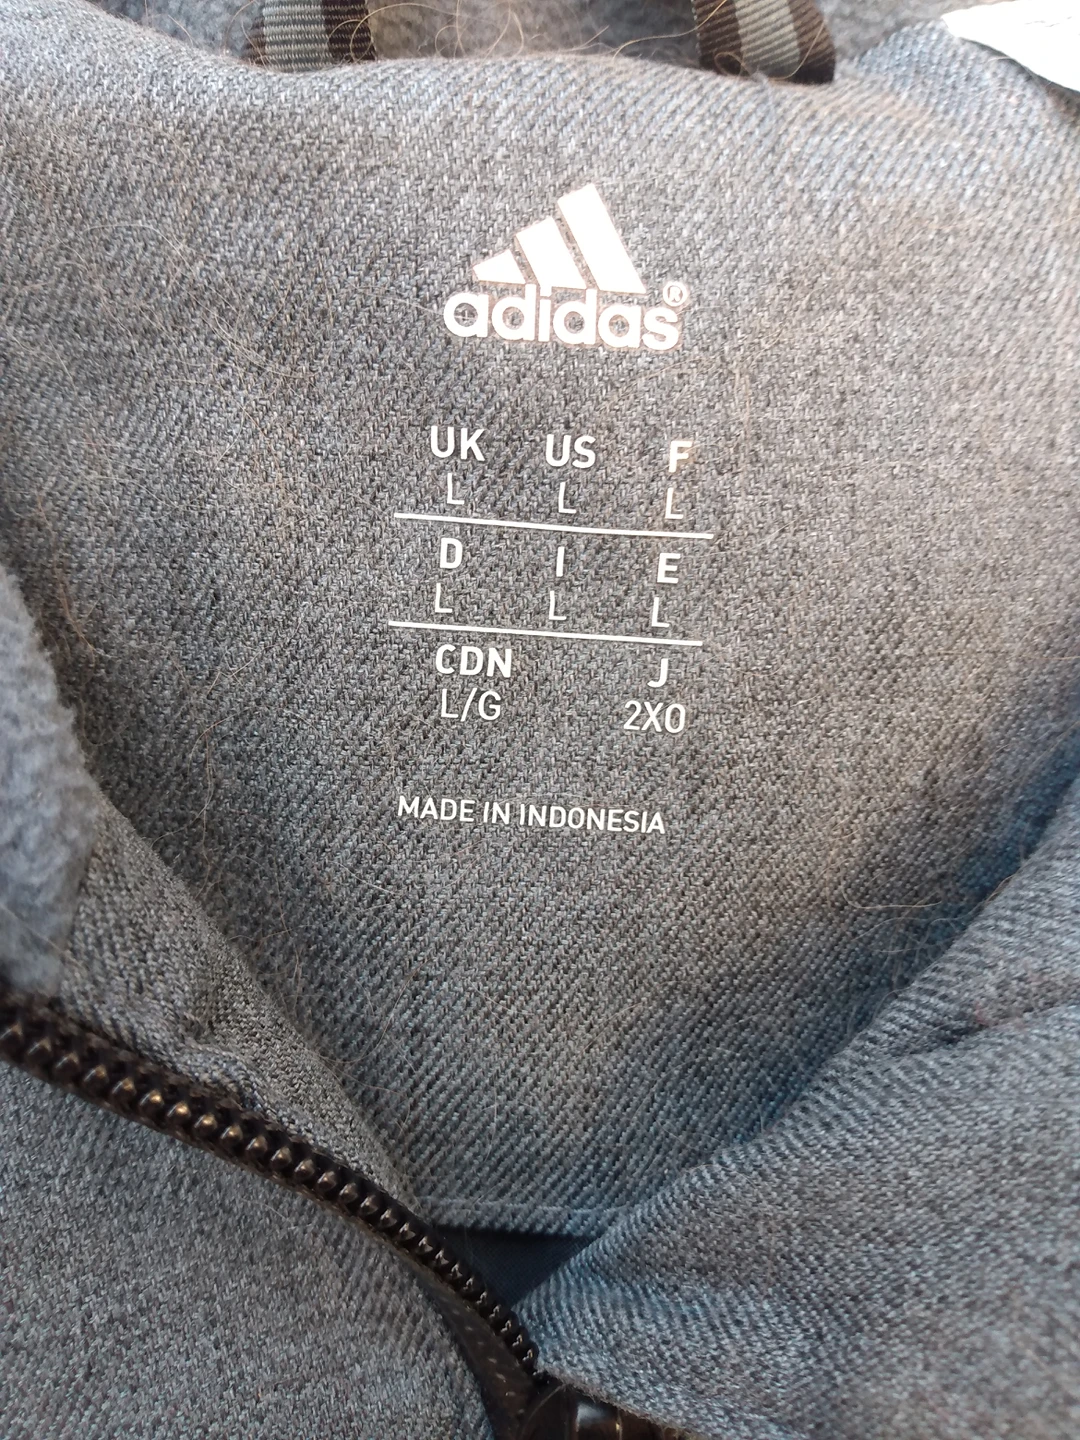 adidas®
UK US F
L L L
D I E
L L L
CDN J
L/G 2XO
MADE IN INDONESIA